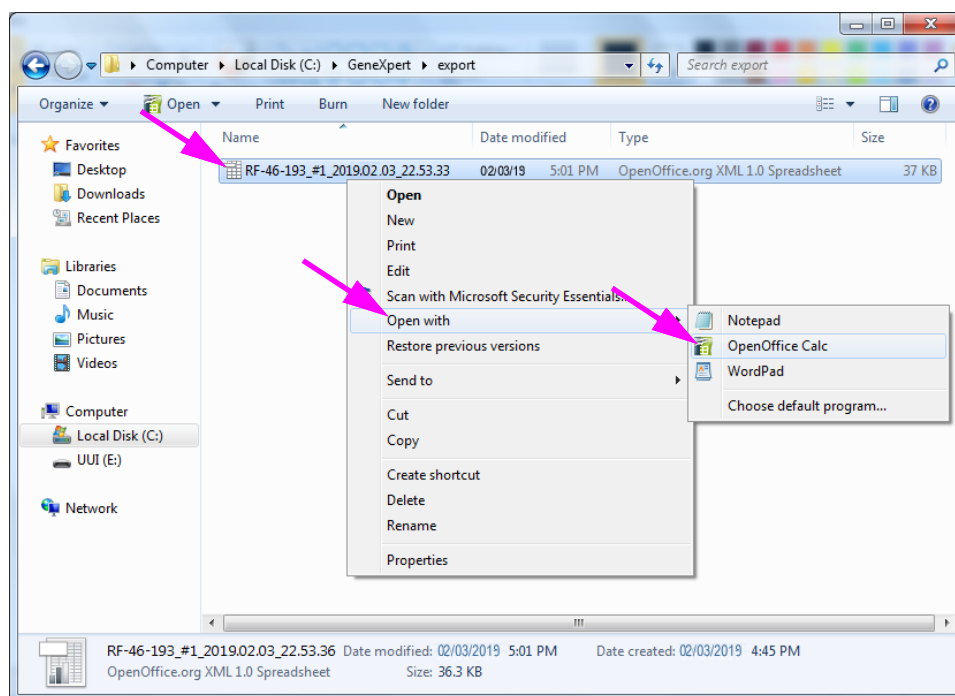 Computer ▸ Local Disk (C:) ▸ GeneXpert ▸ export
Search export
Organize Open Print Burn New folder
Name Date modified Type Size
Favorites
Desktop
Downloads
Recent Places
Libraries
Documents
Music
Pictures
Videos
Computer
Local Disk (C:)
UUI (E:)
Network
RF-46-193_#1_2019.02.03_22.53.33 02/03/19 5:01 PM OpenOffice.org XML 1.0 Spreadsheet 37 KB
Open
New
Print
Edit
Scan with Microsoft Security Essentials...
Open with
Restore previous versions
Send to
Cut
Copy
Create shortcut
Delete
Rename
Properties
Notepad
OpenOffice Calc
WordPad
Choose default program...
RF-46-193_#1_2019.02.03_22.53.36 Date modified: 02/03/2019 5:01 PM Date created: 02/03/2019 4:45 PM
OpenOffice.org XML 1.0 Spreadsheet Size: 36.3 KB